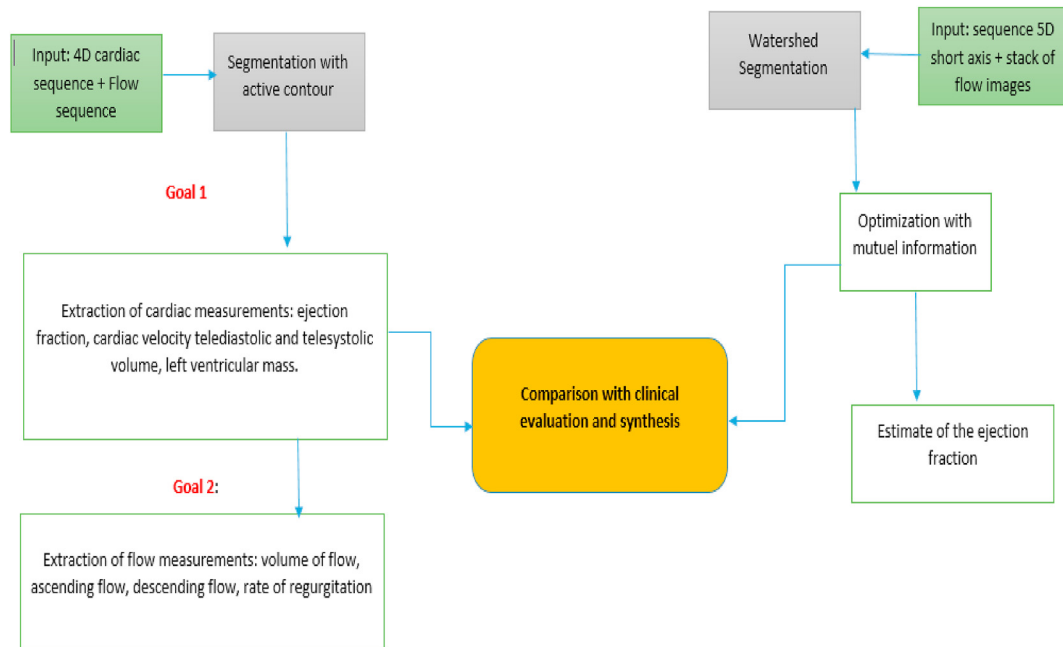 Input: 4D cardiac
sequence + Flow
sequence
Segmentation with
active contour
Goal 1
Extraction of cardiac measurements: ejection
fraction, cardiac velocity telediastolic and telesystolic
volume, left ventricular mass.
Goal 2:
Extraction of flow measurements: volume of flow,
ascending flow, descending flow, rate of regurgitation
Comparison with clinical
evaluation and synthesis
Watershed
Segmentation
Input: sequence 5D
short axis + stack of
flow images
Optimization with
mutuel information
Estimate of the ejection
fraction